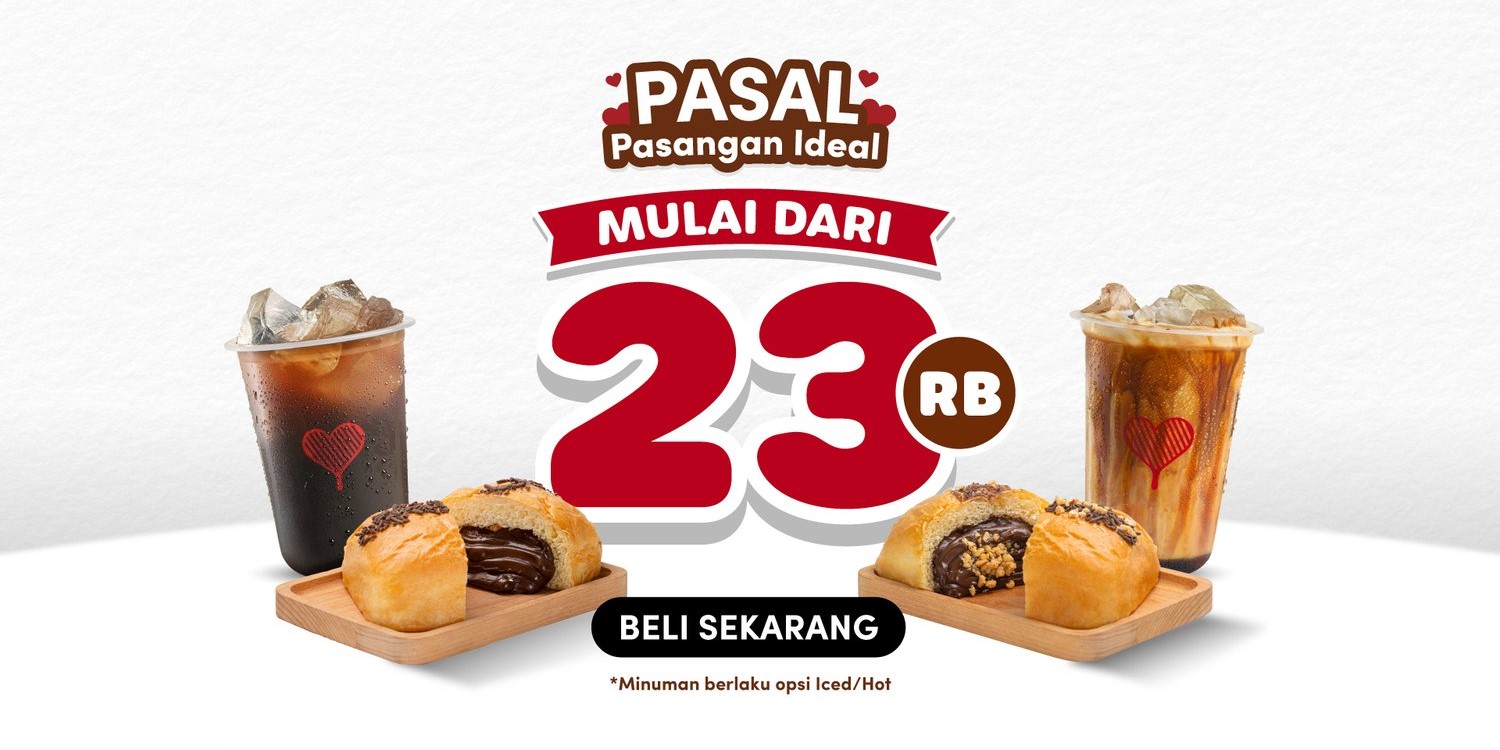 PASAL
Pasangan Ideal
MULAI DARI
23 RB
BELI SEKARANG
*Minuman berlaku opsi Iced/Hot